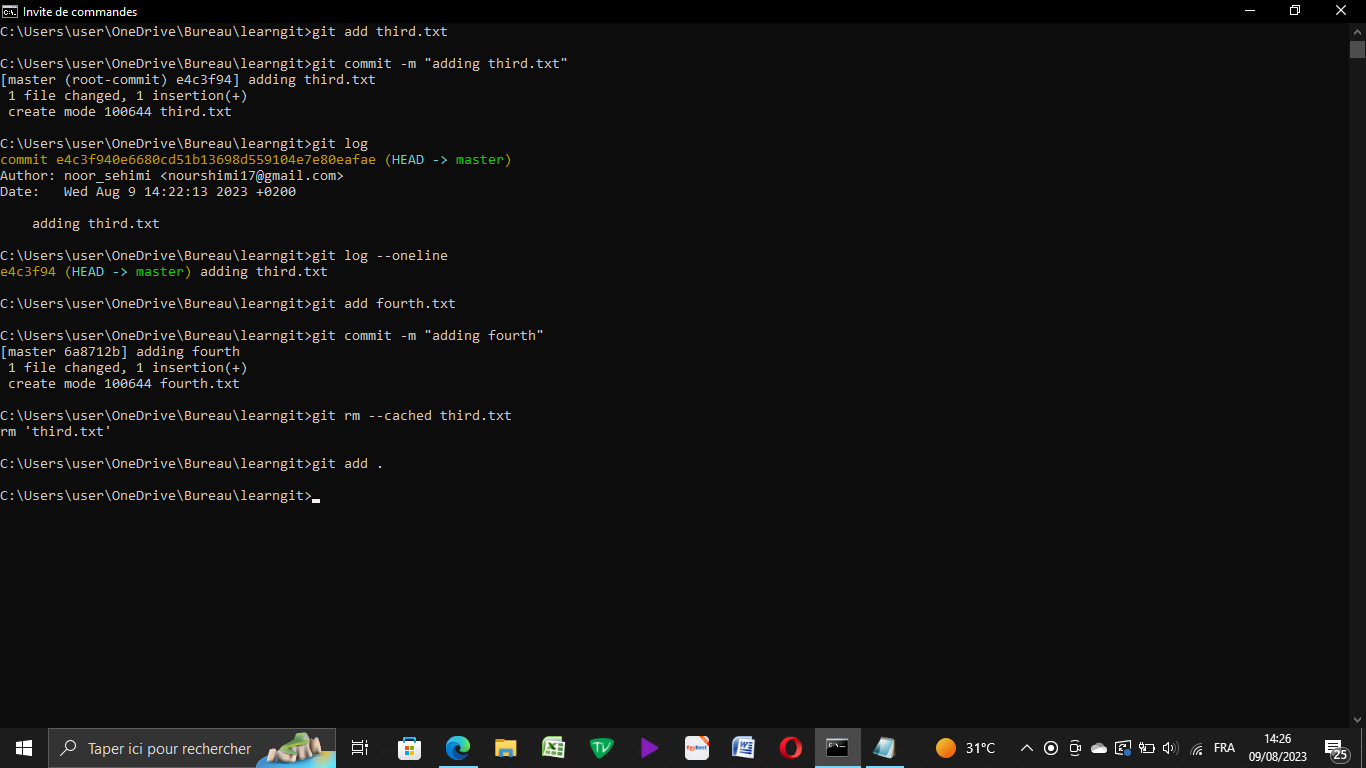 Invite de commandes
C:\Users\user\OneDrive\Bureau\learngit>git add third.txt
C:\Users\user\OneDrive\Bureau\learngit>git commit -m "adding third.txt"
[master (root-commit) e4c3f94] adding third.txt
 1 file changed, 1 insertion(+)
 create mode 100644 third.txt
C:\Users\user\OneDrive\Bureau\learngit>git log
commit e4c3f940e6680cd51b13698d559104e7e80eafae (HEAD -> master)
Author: noor_sehimi <nourshimi17@gmail.com>
Date:   Wed Aug 9 14:22:13 2023 +0200
    adding third.txt
C:\Users\user\OneDrive\Bureau\learngit>git log --oneline
e4c3f94 (HEAD -> master) adding third.txt
C:\Users\user\OneDrive\Bureau\learngit>git add fourth.txt
C:\Users\user\OneDrive\Bureau\learngit>git commit -m "adding fourth"
[master 6a8712b] adding fourth
 1 file changed, 1 insertion(+)
 create mode 100644 fourth.txt
C:\Users\user\OneDrive\Bureau\learngit>git rm --cached third.txt
rm 'third.txt'
C:\Users\user\OneDrive\Bureau\learngit>git add .
C:\Users\user\OneDrive\Bureau\learngit>
Taper ici pour rechercher
TV
EgyBest
31°C
FRA
14:26
09/08/2023
25